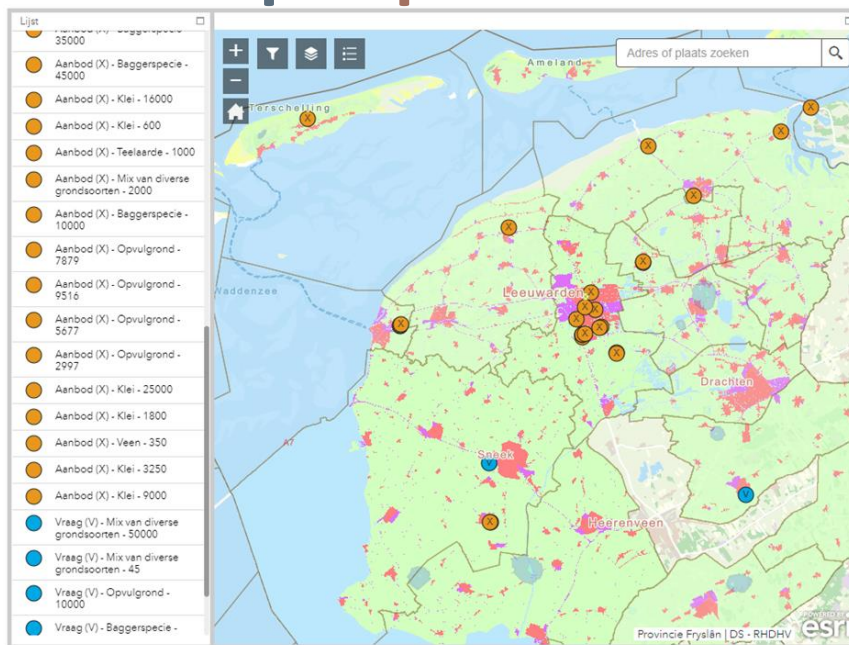 Lijst
Aanbod (X) - Baggerspecie -
35000
Aanbod (X) - Baggerspecie -
45000
Aanbod (X) - Klei - 16000
Aanbod (X) - Klei - 600
Aanbod (X) - Teelaarde - 1000
Aanbod (X) - Mix van diverse
grondsoorten - 2000
Aanbod (X) - Baggerspecie -
10000
Aanbod (X) - Opvulgrond -
7879
Aanbod (X) - Opvulgrond -
9516
Aanbod (X) - Opvulgrond -
5677
Aanbod (X) - Opvulgrond -
2997
Aanbod (X) - Klei - 25000
Aanbod (X) - Klei - 1800
Aanbod (X) - Veen - 350
Aanbod (X) - Klei - 3250
Aanbod (X) - Klei - 9000
Vraag (V) - Mix van diverse
grondsoorten - 50000
Vraag (V) - Mix van diverse
grondsoorten - 45
Vraag (V) - Opvulgrond -
10000
Vraag (V) - Baggerspecie -
Adres of plaats zoeken
Ameland
Terschelling
Waddenzee
Leeuwarden
Drachten
A7
Sneek
Heerenveen
Provincie Fryslân | DS - RHDHV
POWERED BY
esri